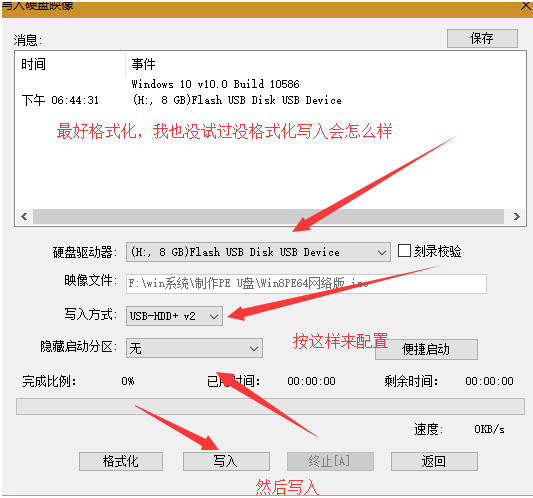 写入硬盘映像
消息:
保存
时间 事件
Windows 10 v10.0 Build 10586
下午 06:44:31 (H:, 8 GB)Flash USB Disk USB Device
最好格式化，我也没试过没格式化写入会怎么样
硬盘驱动器: (H:, 8 GB)Flash USB Disk USB Device 刻录校验
映像文件: F:\win系统\制作PE U盘\Win8PE64网络版.iso
写入方式: USB-HDD+ v2
隐藏启动分区: 无
按这样来配置
便捷启动
完成比例: 0% 已用时间: 00:00:00 剩余时间: 00:00:00
速度: 0KB/s
格式化 写入 终止[A] 返回
然后写入